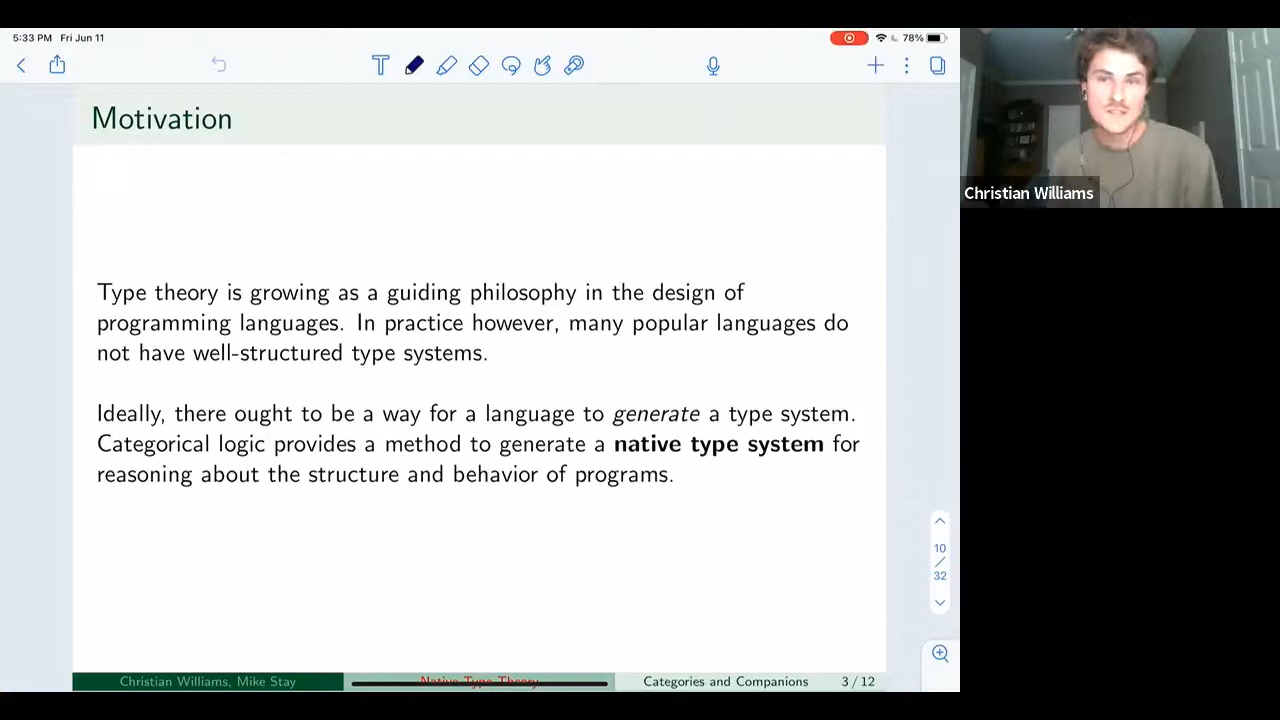 5:33 PM Fri Jun 11
78%
Motivation
Christian Williams
Type theory is growing as a guiding philosophy in the design of
programming languages. In practice however, many popular languages do
not have well-structured type systems.
Ideally, there ought to be a way for a language to generate a type system.
Categorical logic provides a method to generate a native type system for
reasoning about the structure and behavior of programs.
10
/
32
Christian Williams, Mike Stay
Native Type Theory
Categories and Companions
3 / 12